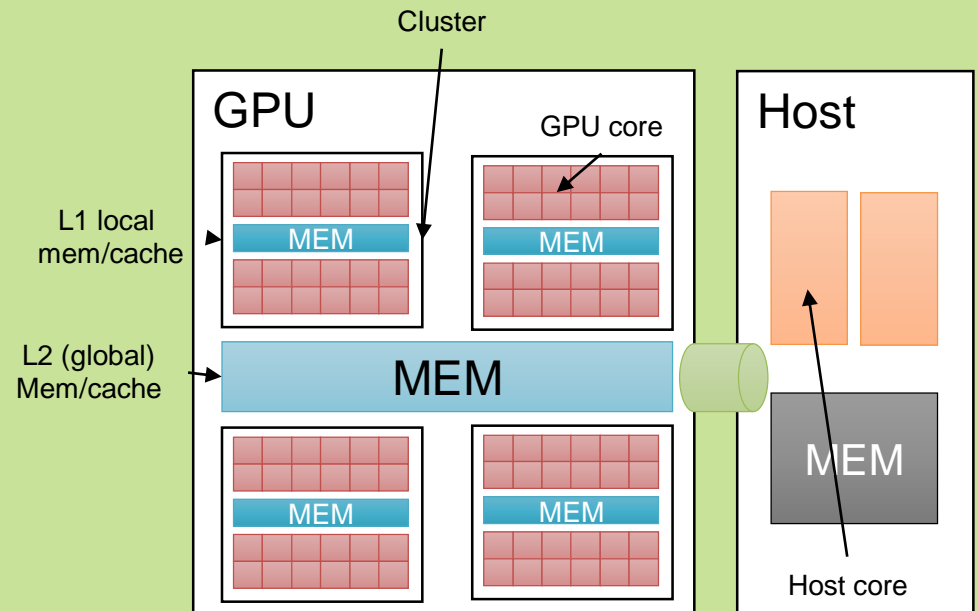 Cluster
GPU
Host
GPU core
L1 local
mem/cache
MEM
MEM
L2 (global)
Mem/cache
MEM
MEM
MEM
MEM
Host core